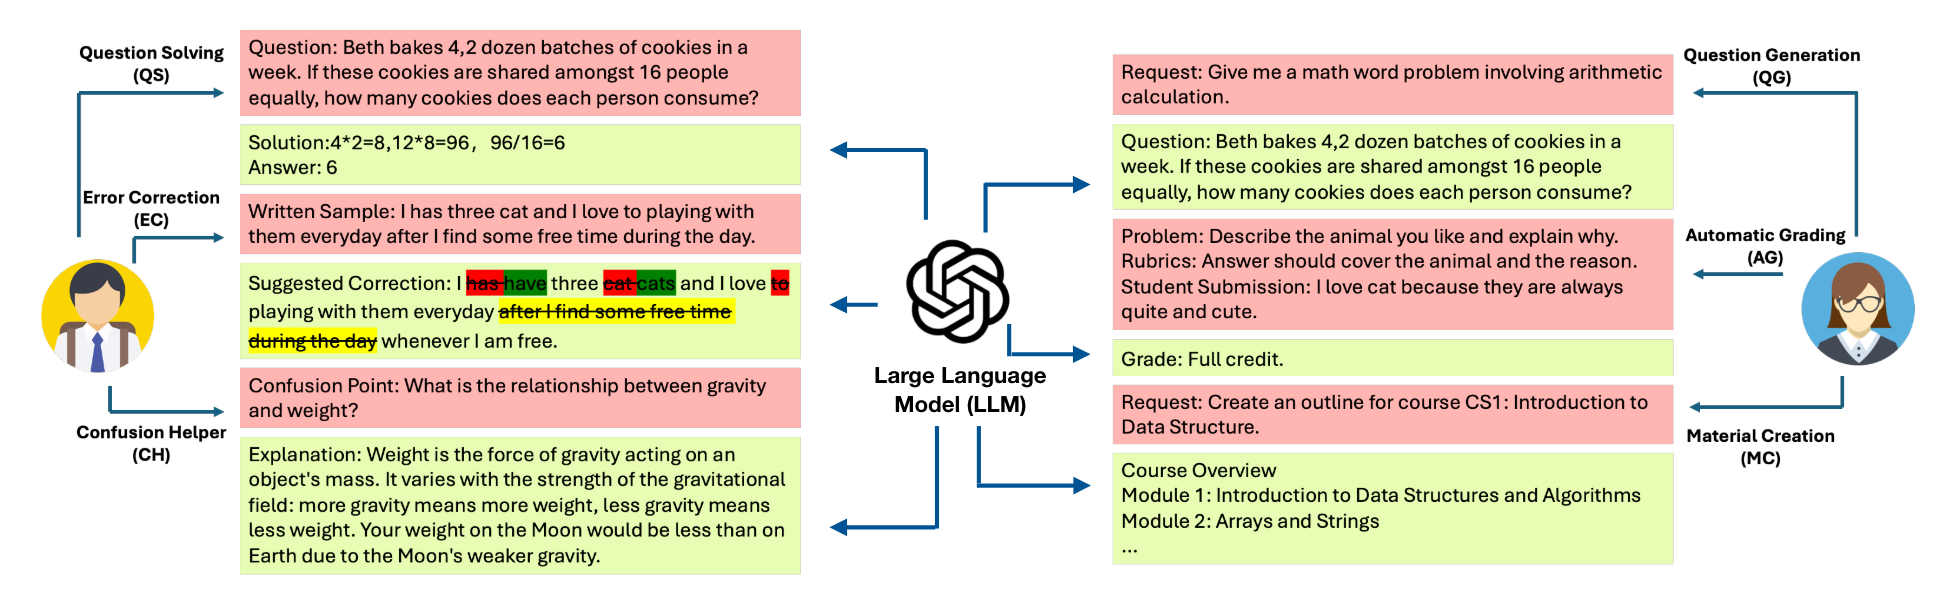 Question Solving
(QS)
Question: Beth bakes 4,2 dozen batches of cookies in a
week. If these cookies are shared amongst 16 people
equally, how many cookies does each person consume?
Solution:4*2=8,12*8=96, 96/16=6
Answer: 6
Error Correction
(EC)
Written Sample: I has three cat and I love to playing with
them everyday after I find some free time during the day.
Suggested Correction: I has have three cat cats and I love to
playing with them everyday after I find some free time
during the day whenever I am free.
Confusion Helper
(CH)
Confusion Point: What is the relationship between gravity
and weight?
Explanation: Weight is the force of gravity acting on an
object's mass. It varies with the strength of the gravitational
field: more gravity means more weight, less gravity means
less weight. Your weight on the Moon would be less than on
Earth due to the Moon's weaker gravity.
Large Language
Model (LLM)
Question Generation
(QG)
Request: Give me a math word problem involving arithmetic
calculation.
Question: Beth bakes 4,2 dozen batches of cookies in a
week. If these cookies are shared amongst 16 people
equally, how many cookies does each person consume?
Automatic Grading
(AG)
Problem: Describe the animal you like and explain why.
Rubrics: Answer should cover the animal and the reason.
Student Submission: I love cat because they are always
quite and cute.
Grade: Full credit.
Material Creation
(MC)
Request: Create an outline for course CS1: Introduction to
Data Structure.
Course Overview
Module 1: Introduction to Data Structures and Algorithms
Module 2: Arrays and Strings
...